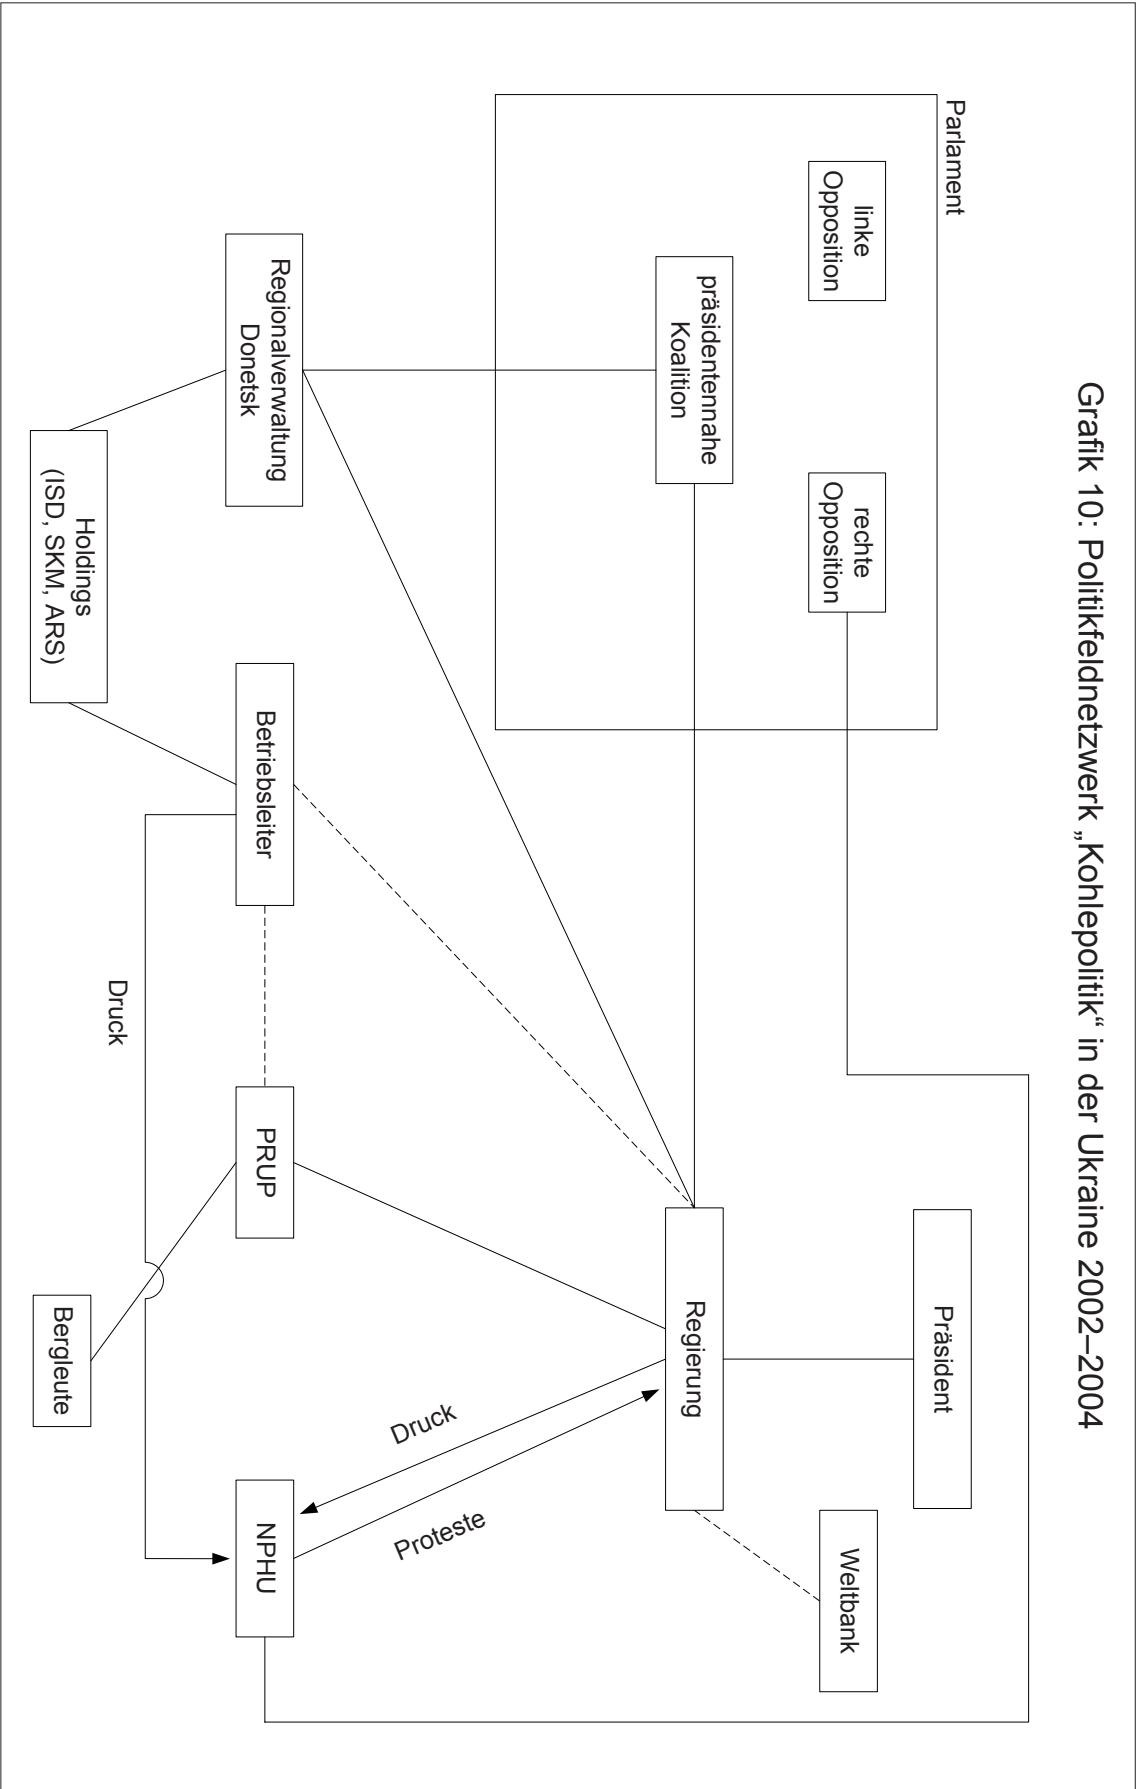 Grafik 10: Politikfeldnetzwerk „Kohlepolitik“ in der Ukraine 2002–2004
Parlament
linke
Opposition
rechte
Opposition
präsidentennahe
Koalition
Präsident
Weltbank
Regierung
Druck
Proteste
Regionalverwaltung
Donetsk
Betriebsleiter
PRUP
NPHU
Druck
Holdings
(ISD, SKM, ARS)
Bergleute